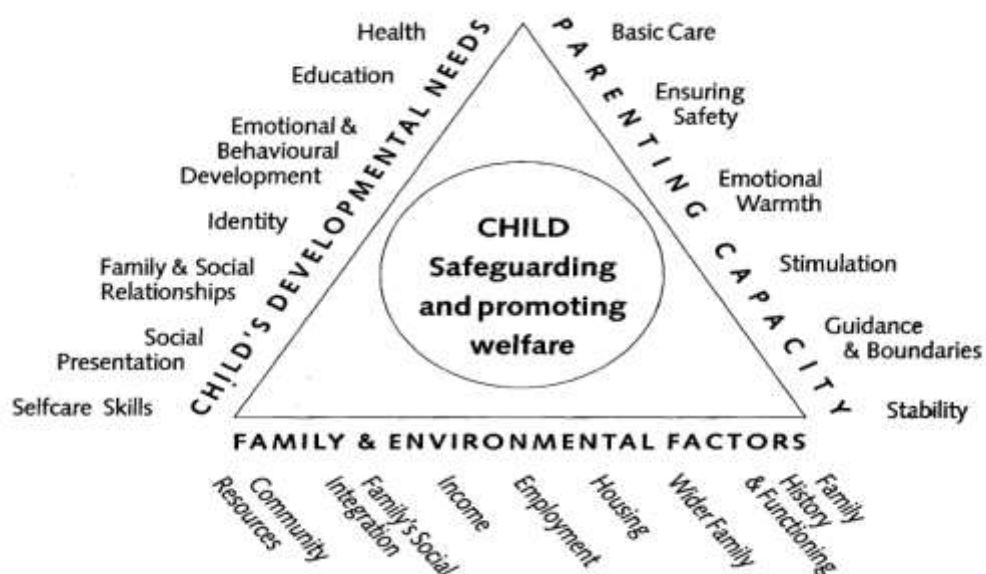 Health
Education
Emotional &
Behavioural
Development
Identity
Family & Social
Relationships
Social
Presentation
Selfcare Skills
CHILD'S DEVELOPMENTAL NEEDS
CHILD
Safeguarding
and promoting
welfare
PARENTING CAPACITY
Basic Care
Ensuring
Safety
Emotional
Warmth
Stimulation
Guidance
& Boundaries
Stability
FAMILY & ENVIRONMENTAL FACTORS
Community
Resources
Family's Social
Integration
Income
Employment
Housing
Wider Family
Family
History
& Functioning